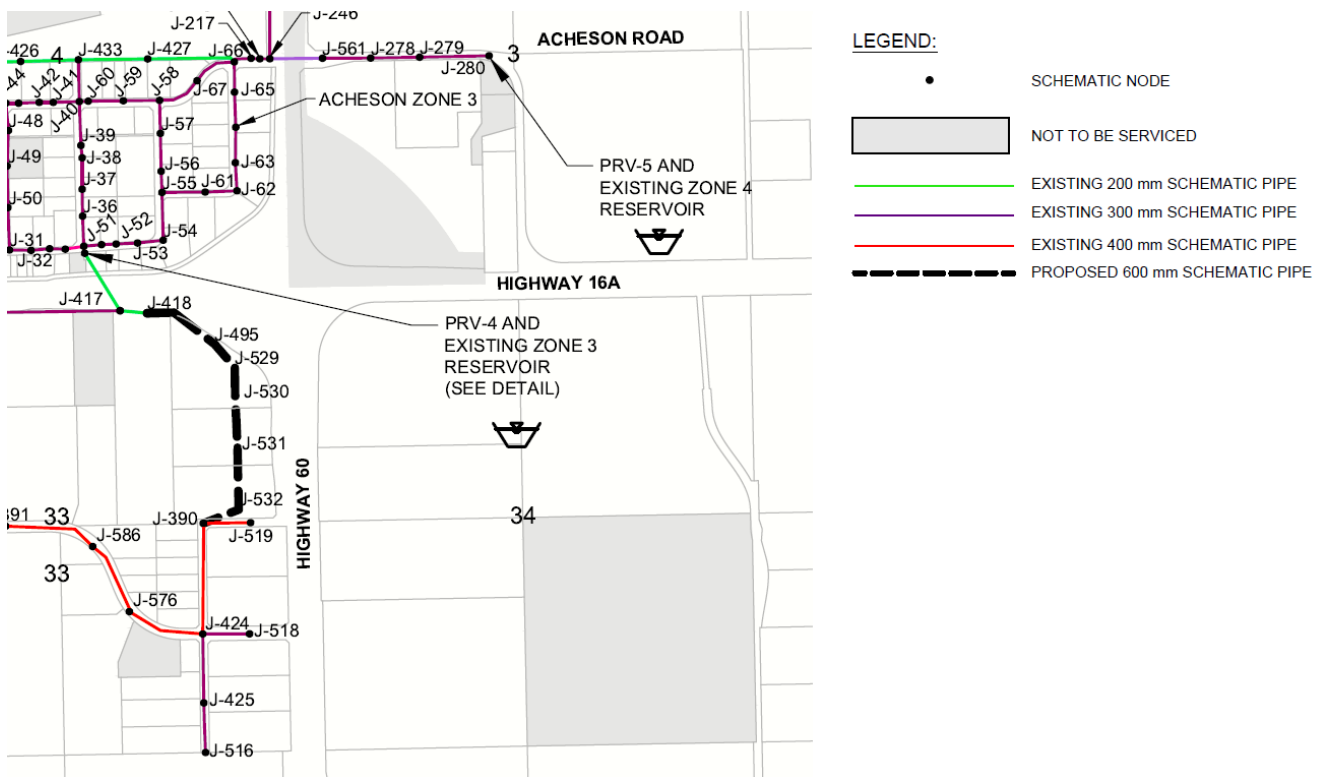 J-217
J-246
-426
4
J-433
J-427
J-66
J-561
J-278
J-279
3
ACHESON ROAD
J-280
-44
J-42
J-41
J-60
J-59
J-58
J-67
J-65
ACHESON ZONE 3
J-40
J-48
J-39
J-57
J-49
J-38
J-56
J-63
J-37
J-55
J-61
J-62
J-50
J-36
J-51
J-52
J-54
J-31
J-32
J-53
PRV-5 AND
EXISTING ZONE 4
RESERVOIR
HIGHWAY 16A
J-417
J-418
J-495
J-529
J-530
J-531
J-532
PRV-4 AND
EXISTING ZONE 3
RESERVOIR
(SEE DETAIL)
HIGHWAY 60
391
33
J-390
J-519
34
J-586
33
J-576
J-424
J-518
J-425
J-516
LEGEND:
SCHEMATIC NODE
NOT TO BE SERVICED
EXISTING 200 mm SCHEMATIC PIPE
EXISTING 300 mm SCHEMATIC PIPE
EXISTING 400 mm SCHEMATIC PIPE
PROPOSED 600 mm SCHEMATIC PIPE